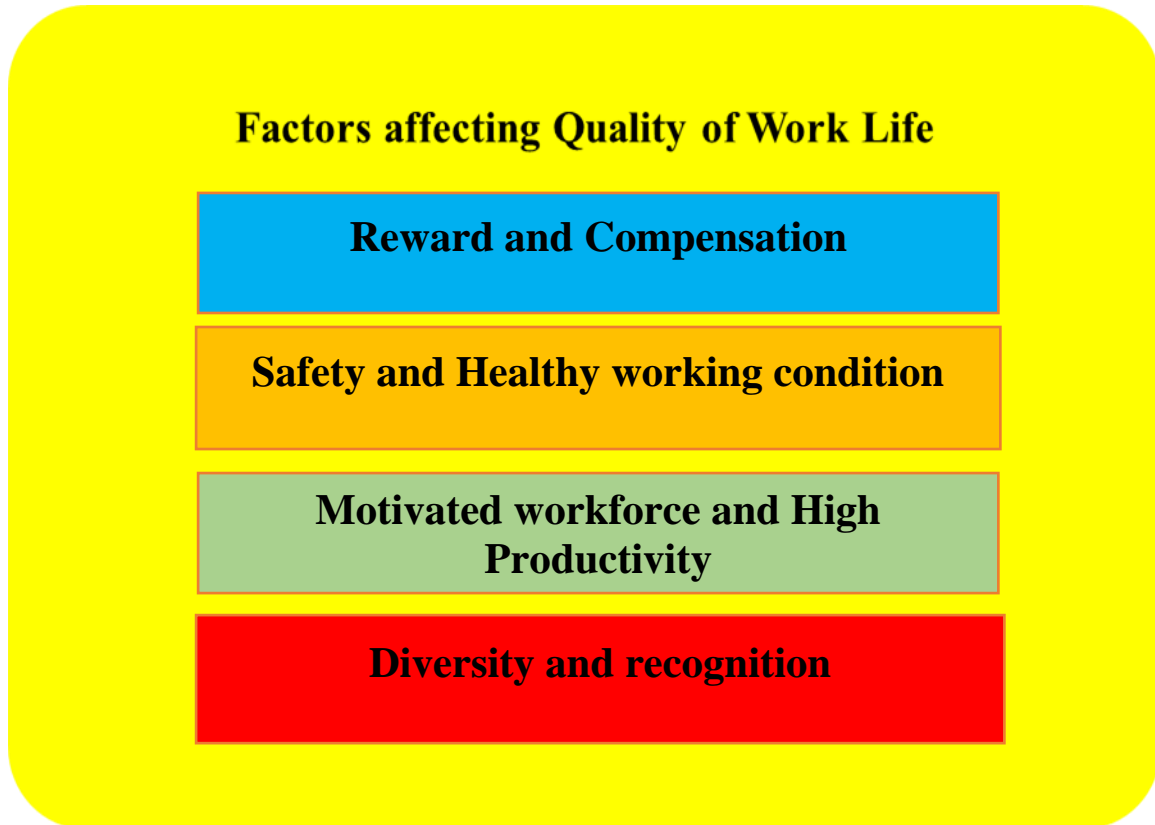 Factors affecting Quality of Work Life
Reward and Compensation
Safety and Healthy working condition
Motivated workforce and High
Productivity
Diversity and recognition